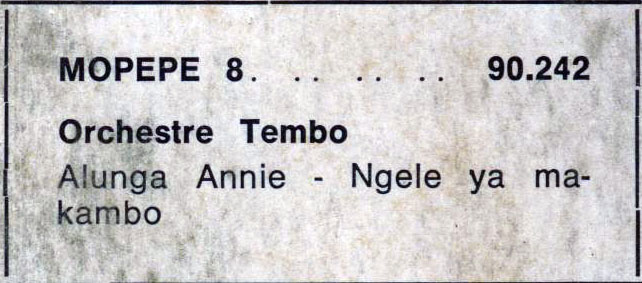 MOPEPE 8. .. .. .. 90.242
Orchestre Tembo
Alunga Annie - Ngele ya ma-
kambo